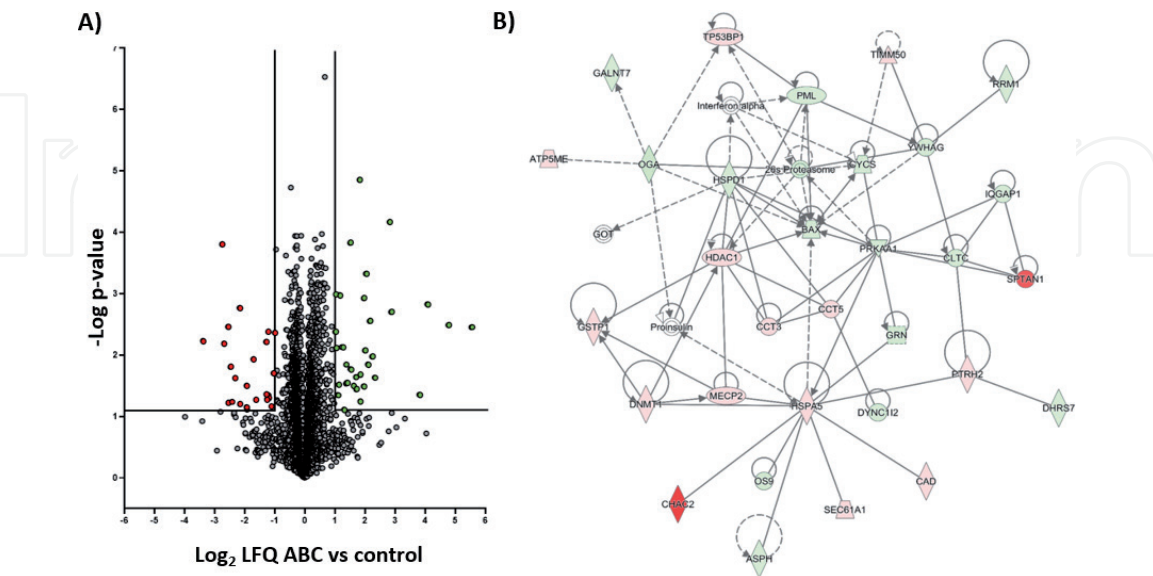 A)
B)
-Log p-value
7
6
5
4
3
2
1
0
-6 -5 -4 -3 -2 -1 0 1 2 3 4 5 6
Log2 LFQ ABC vs control
TP53BP1
TIMM50
GALNT7
RRM1
PML
Interferon alpha
YWHAG
ATP5ME
OGA
CYCS
26s Proteasome
HSPD1
IQGAP1
GOT
BAX
PRKAA1
HDAC1
CLTC
SPTAN1
CCT5
GSTP1
Proinsulin
CCT3
GRN
PTRH2
MECP2
DNMT1
HSPA5
DYNC1I2
DHRS7
OS9
CAD
CHAC2
SEC61A1
ASPH